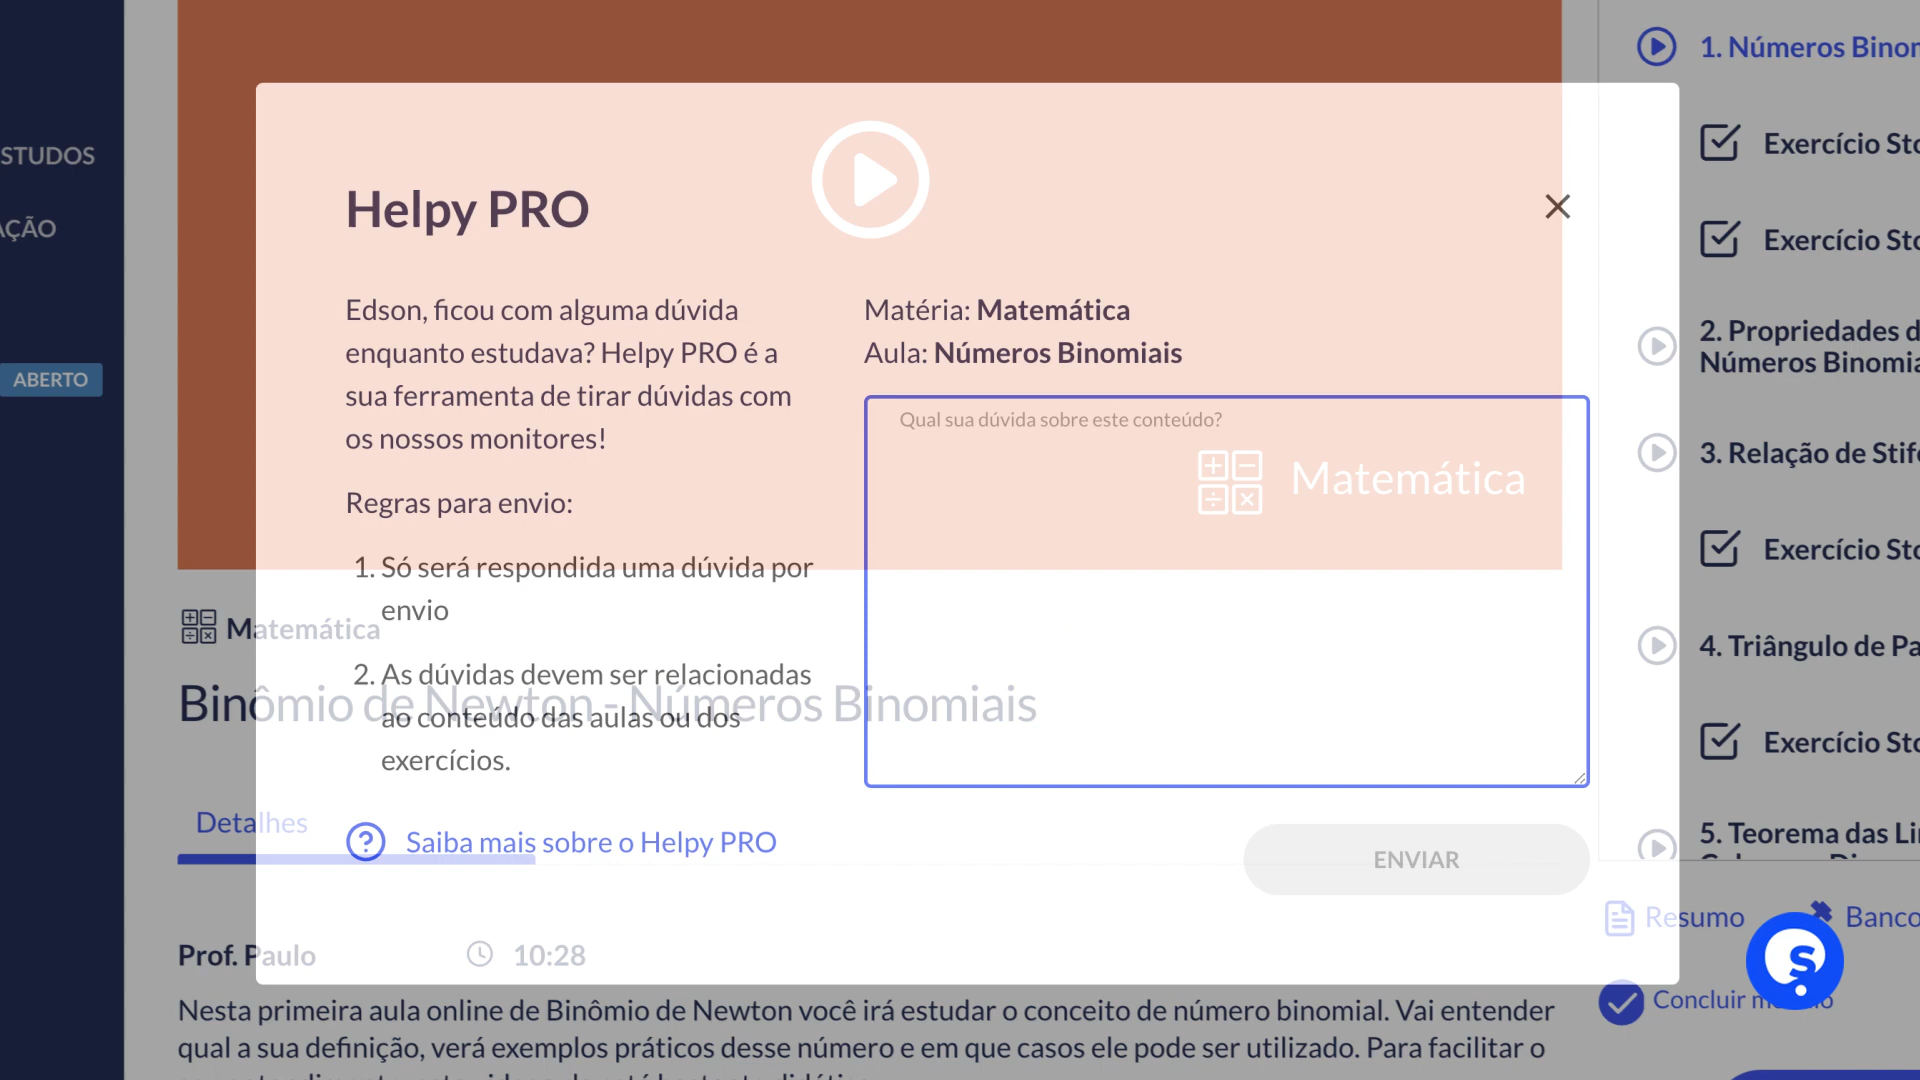 STUDOS
AÇÃO
ABERTO
Helpy PRO
Edson, ficou com alguma dúvida
enquanto estudava? Helpy PRO é a
sua ferramenta de tirar dúvidas com
os nossos monitores!
Regras para envio:
1. Só será respondida uma dúvida por
envio
2. As dúvidas devem ser relacionadas
ao conteúdo das aulas ou dos
exercícios.
Saiba mais sobre o Helpy PRO
Matéria: Matemática
Aula: Números Binomiais
Qual sua dúvida sobre este conteúdo?
Matemática
ENVIAR
Matemática
Binômio de Newton - Números Binomiais
Detalhes
Prof. Paulo
10:28
Nesta primeira aula online de Binômio de Newton você irá estudar o conceito de número binomial. Vai entender
qual a sua definição, verá exemplos práticos desse número e em que casos ele pode ser utilizado. Para facilitar o
1. Números Binom
Exercício Sto
Exercício Sto
2. Propriedades d
Números Binomia
3. Relação de Stife
Exercício Sto
4. Triângulo de Pa
Exercício Sto
5. Teorema das Lin
Resumo
Banco
Concluir